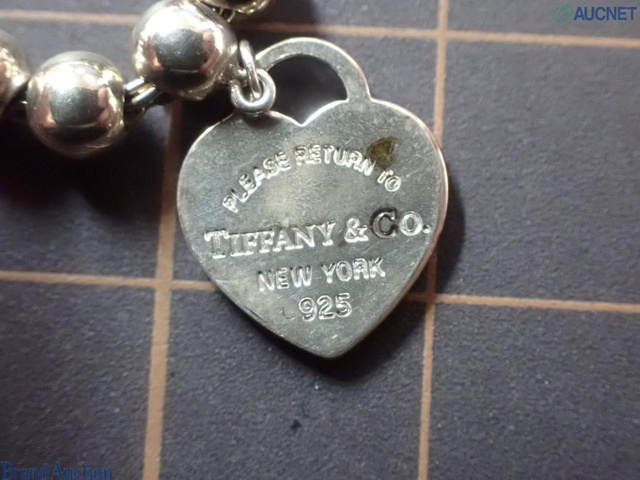 AUCNET
PLEASE RETURN TO
TIFFANY & CO.
NEW YORK
925
Brand Auction